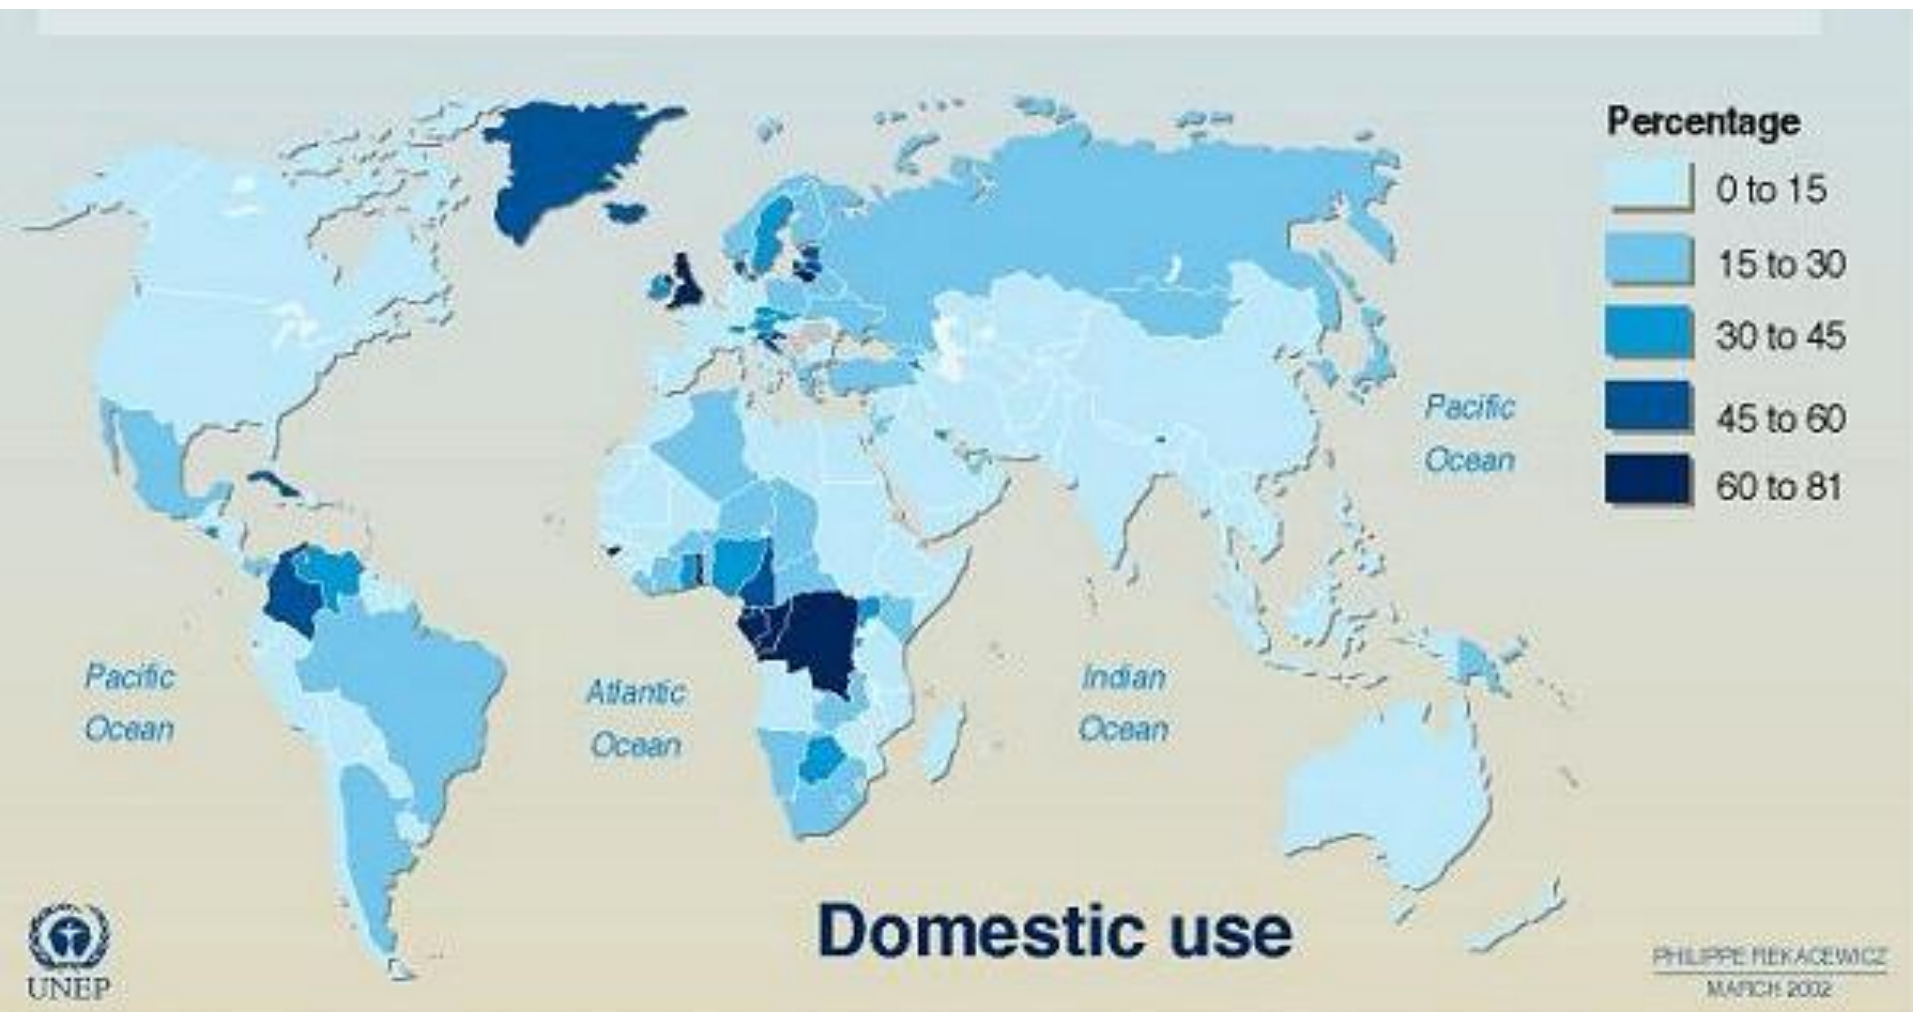 Percentage
0 to 15
15 to 30
30 to 45
45 to 60
60 to 81
Pacific
Ocean
Pacific
Ocean
Atlantic
Ocean
Indian
Ocean
Domestic use
UNEP
PHILIPPE REKACEWICZ
MARCH 2002